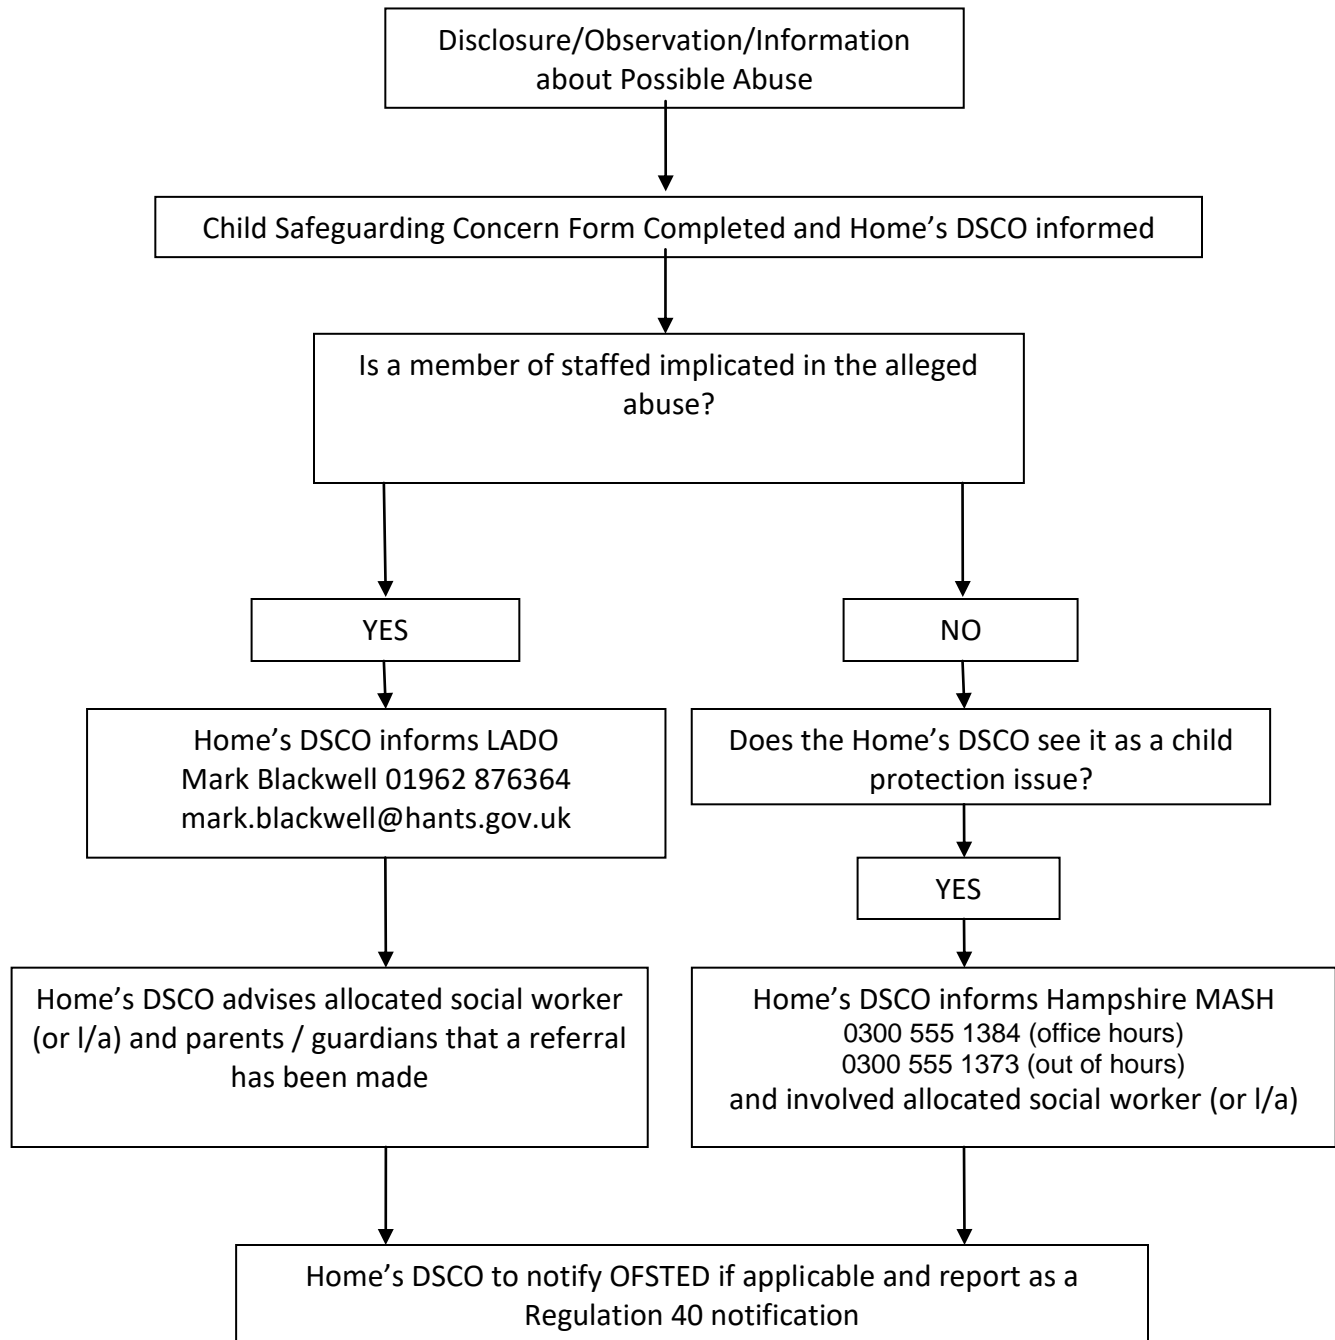 Disclosure/Observation/Information
about Possible Abuse
Child Safeguarding Concern Form Completed and Home’s DSCO informed
Is a member of staffed implicated in the alleged
abuse?
YES
NO
Home’s DSCO informs LADO
Mark Blackwell 01962 876364
mark.blackwell@hants.gov.uk
Does the Home’s DSCO see it as a child
protection issue?
YES
Home’s DSCO advises allocated social worker
(or l/a) and parents / guardians that a referral
has been made
Home’s DSCO informs Hampshire MASH
0300 555 1384 (office hours)
0300 555 1373 (out of hours)
and involved allocated social worker (or l/a)
Home’s DSCO to notify OFSTED if applicable and report as a
Regulation 40 notification